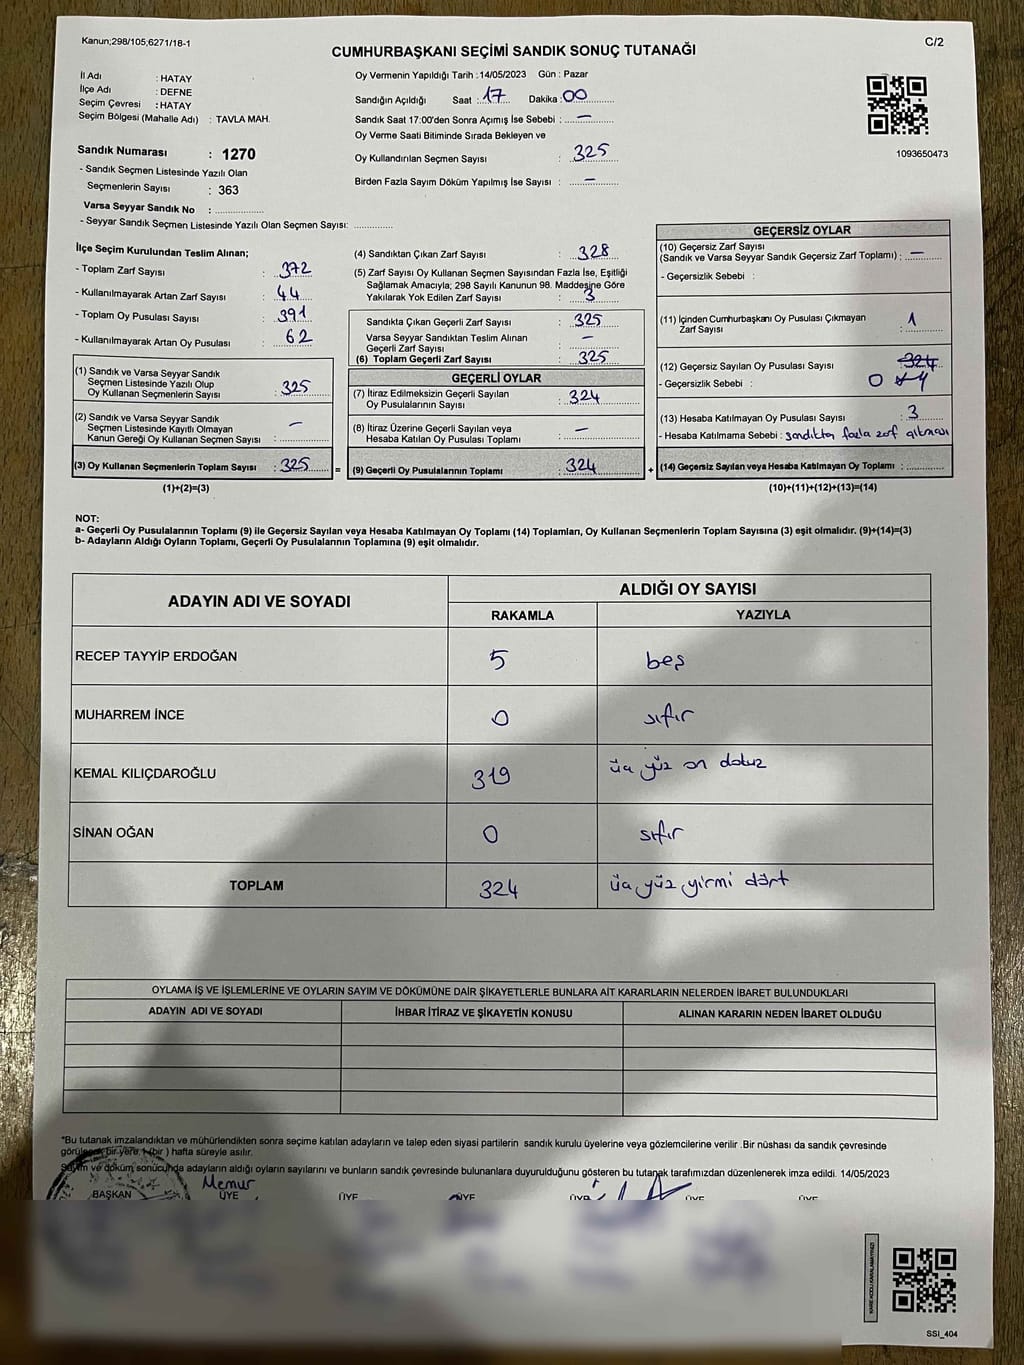 Kanun;298/105;6271/18-1
C/2
CUMHURBAŞKANI SEÇİMİ SANDIK SONUÇ TUTANAĞI
İl Adı : HATAY
İlçe Adı : DEFNE
Seçim Çevresi : HATAY
Seçim Bölgesi (Mahalle Adı) : TAVLA MAH.
Sandık Numarası : 1270
- Sandık Seçmen Listesinde Yazılı Olan
Seçmenlerin Sayısı : 363
Varsa Seyyar Sandık No : ................
- Seyyar Sandık Seçmen Listesinde Yazılı Olan Seçmen Sayısı: .............
Oy Vermenin Yapıldığı Tarih :14/05/2023 Gün : Pazar
Sandığın Açıldığı Saat : 17 Dakika : 00
Sandık Saat 17:00'den Sonra Açımış İse Sebebi : —
Oy Verme Saati Bitiminde Sırada Bekleyen ve
Oy Kullandırılan Seçmen Sayısı : 325
Birden Fazla Sayım Döküm Yapılmış İse Sayısı : —
1093650473
İlçe Seçim Kurulundan Teslim Alınan;
- Toplam Zarf Sayısı : 372
- Kullanılmayarak Artan Zarf Sayısı : 44
- Toplam Oy Pusulası Sayısı : 391
- Kullanılmayarak Artan Oy Pusulası : 62
(1) Sandık ve Varsa Seyyar Sandık
Seçmen Listesinde Yazılı Olup
Oy Kullanan Seçmenlerin Sayısı : 325
(2) Sandık ve Varsa Seyyar Sandık
Seçmen Listesinde Kayıtlı Olmayan
Kanun Gereği Oy Kullanan Seçmen Sayısı : —
(3) Oy Kullanan Seçmenlerin Toplam Sayısı : 325 =
(1)+(2)=(3)
(4) Sandıktan Çıkan Zarf Sayısı : 328
(5) Zarf Sayısı Oy Kullanan Seçmen Sayısından Fazla İse, Eşitliği
Sağlamak Amacıyla; 298 Sayılı Kanunun 98. Maddesine Göre
Yakılarak Yok Edilen Zarf Sayısı : 3
Sandıkta Çıkan Geçerli Zarf Sayısı : 325
Varsa Seyyar Sandıktan Teslim Alınan
Geçerli Zarf Sayısı : —
(6) Toplam Geçerli Zarf Sayısı : 325
GEÇERLİ OYLAR
(7) İtiraz Edilmeksizin Geçerli Sayılan
Oy Pusulalarının Sayısı : 324
(8) İtiraz Üzerine Geçerli Sayılan veya
Hesaba Katılan Oy Pusulası Toplamı : —
(9) Geçerli Oy Pusulalarının Toplamı : 324 +
GEÇERSİZ OYLAR
(10) Geçersiz Zarf Sayısı
(Sandık ve Varsa Seyyar Sandık Geçersiz Zarf Toplamı) : —
- Geçersizlik Sebebi :
(11) İçinden Cumhurbaşkanı Oy Pusulası Çıkmayan
Zarf Sayısı : 1
(12) Geçersiz Sayılan Oy Pusulası Sayısı : 324
- Geçersizlik Sebebi : 0
(13) Hesaba Katılmayan Oy Pusulası Sayısı : 3
- Hesaba Katılmama Sebebi : sandıktan fazla zarf çıkması
(14) Geçersiz Sayılan veya Hesaba Katılmayan Oy Toplamı : ............
(10)+(11)+(12)+(13)=(14)
NOT:
a- Geçerli Oy Pusulalarının Toplamı (9) ile Geçersiz Sayılan veya Hesaba Katılmayan Oy Toplamı (14) Toplamları, Oy Kullanan Seçmenlerin Toplam Sayısına (3) eşit olmalıdır. (9)+(14)=(3)
b- Adayların Aldığı Oyların Toplamı, Geçerli Oy Pusulalarının Toplamına (9) eşit olmalıdır.
ADAYIN ADI VE SOYADI ALDIĞI OY SAYISI
RAKAMLA YAZIYLA
RECEP TAYYİP ERDOĞAN 5 beş
MUHARREM İNCE 0 sıfır
KEMAL KILIÇDAROĞLU 319 üç yüz on dokuz
SİNAN OĞAN 0 sıfır
TOPLAM 324 üç yüz yirmi dört
OYLAMA İŞ VE İŞLEMLERİNE VE OYLARIN SAYIM VE DÖKÜMÜNE DAİR ŞİKAYETLERLE BUNLARA AİT KARARLARIN NELERDEN İBARET BULUNDUKLARI
ADAYIN ADI VE SOYADI İHBAR İTİRAZ VE ŞİKAYETİN KONUSU ALINAN KARARIN NEDEN İBARET OLDUĞU
*Bu tutanak imzalandıktan ve mühürlendikten sonra seçime katılan adayların ve talep eden siyasi partilerin sandık kurulu üyelerine veya gözlemcilerine verilir .Bir nüshası da sandık çevresinde
görülecek bir yere 1 (bir ) hafta süreyle asılır.
Sayım ve döküm sonucunda adayların aldığı oyların sayılarını ve bunların sandık çevresinde bulunanlara duyurulduğunu gösteren bu tutanak tarafımızdan düzenlenerek imza edildi. 14/05/2023
Memur
BAŞKAN ÜYE ÜYE ÜYE ÜYE ÜYE ÜYE
SSİ_404